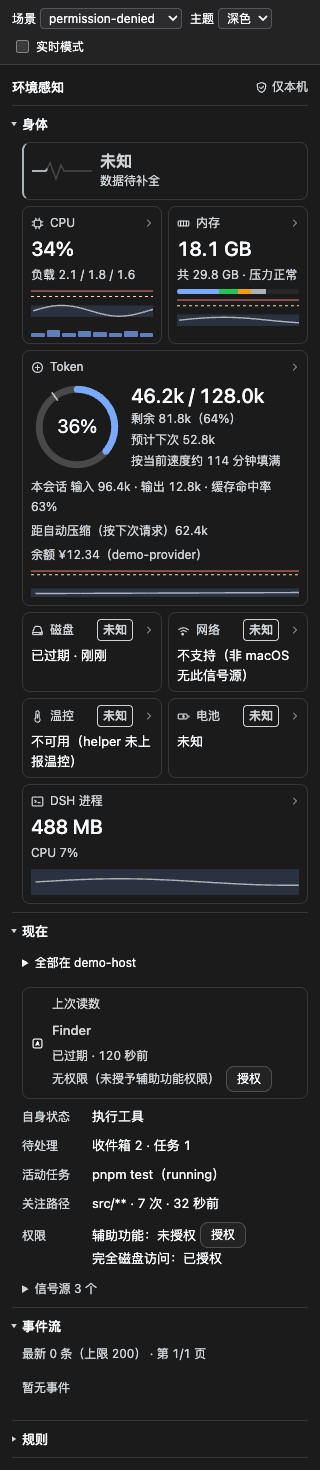 场景 permission-denied 主题 深色
实时模式
环境感知 仅本机
身体
未知
数据待补全
CPU
34%
负载 2.1 / 1.8 / 1.6
内存
18.1 GB
共 29.8 GB · 压力正常
Token
36%
46.2k / 128.0k
剩余 81.8k（64%）
预计下次 52.8k
按当前速度约 114 分钟填满
本会话 输入 96.4k · 输出 12.8k · 缓存命中率
63%
距自动压缩（按下次请求）62.4k
余额 ¥12.34（demo-provider）
磁盘 未知
已过期 · 刚刚
网络 未知
不支持（非 macOS
无此信号源）
温控 未知
不可用（helper 未上
报温控）
电池 未知
未知
DSH 进程
488 MB
CPU 7%
现在
全部在 demo-host
上次读数
Finder
已过期 · 120 秒前
无权限（未授予辅助功能权限） 授权
自身状态 执行工具
待处理 收件箱 2 · 任务 1
活动任务 pnpm test（running）
关注路径 src/** · 7 次 · 32 秒前
权限 辅助功能：未授权 授权
完全磁盘访问：已授权
信号源 3 个
事件流
最新 0 条（上限 200） · 第 1/1 页
暂无事件
规则